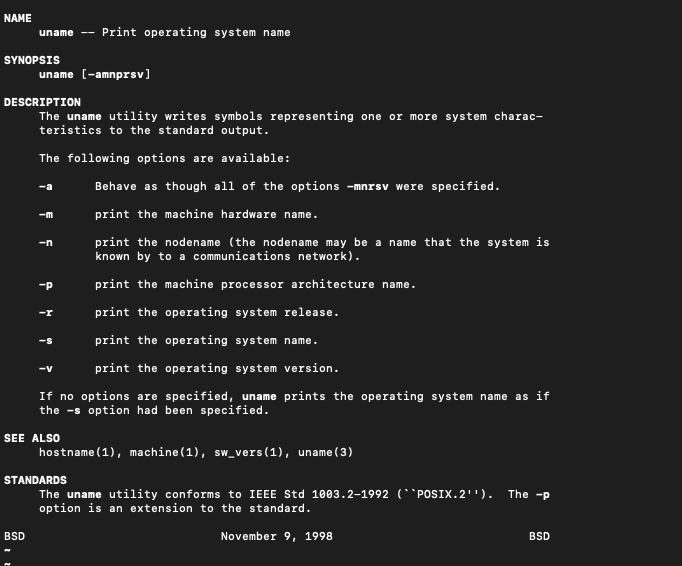 NAME
uname -- Print operating system name
SYNOPSIS
uname [-amnprsv]
DESCRIPTION
The uname utility writes symbols representing one or more system charac-
teristics to the standard output.
The following options are available:
-a Behave as though all of the options -mnrsv were specified.
-m print the machine hardware name.
-n print the nodename (the nodename may be a name that the system is
known by to a communications network).
-p print the machine processor architecture name.
-r print the operating system release.
-s print the operating system name.
-v print the operating system version.
If no options are specified, uname prints the operating system name as if
the -s option had been specified.
SEE ALSO
hostname(1), machine(1), sw_vers(1), uname(3)
STANDARDS
The uname utility conforms to IEEE Std 1003.2-1992 (``POSIX.2''). The -p
option is an extension to the standard.
BSD November 9, 1998 BSD
~
~